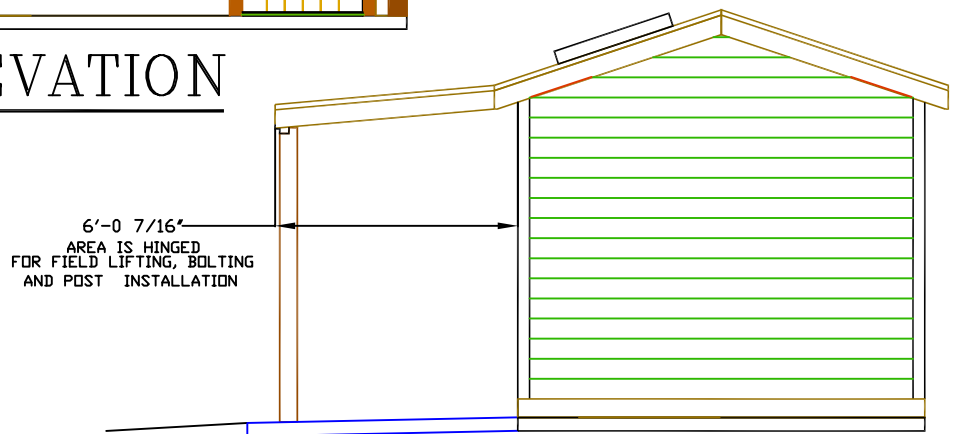 EVATION
6'-0 7/16"
AREA IS HINGED
FOR FIELD LIFTING, BOLTING
AND POST INSTALLATION